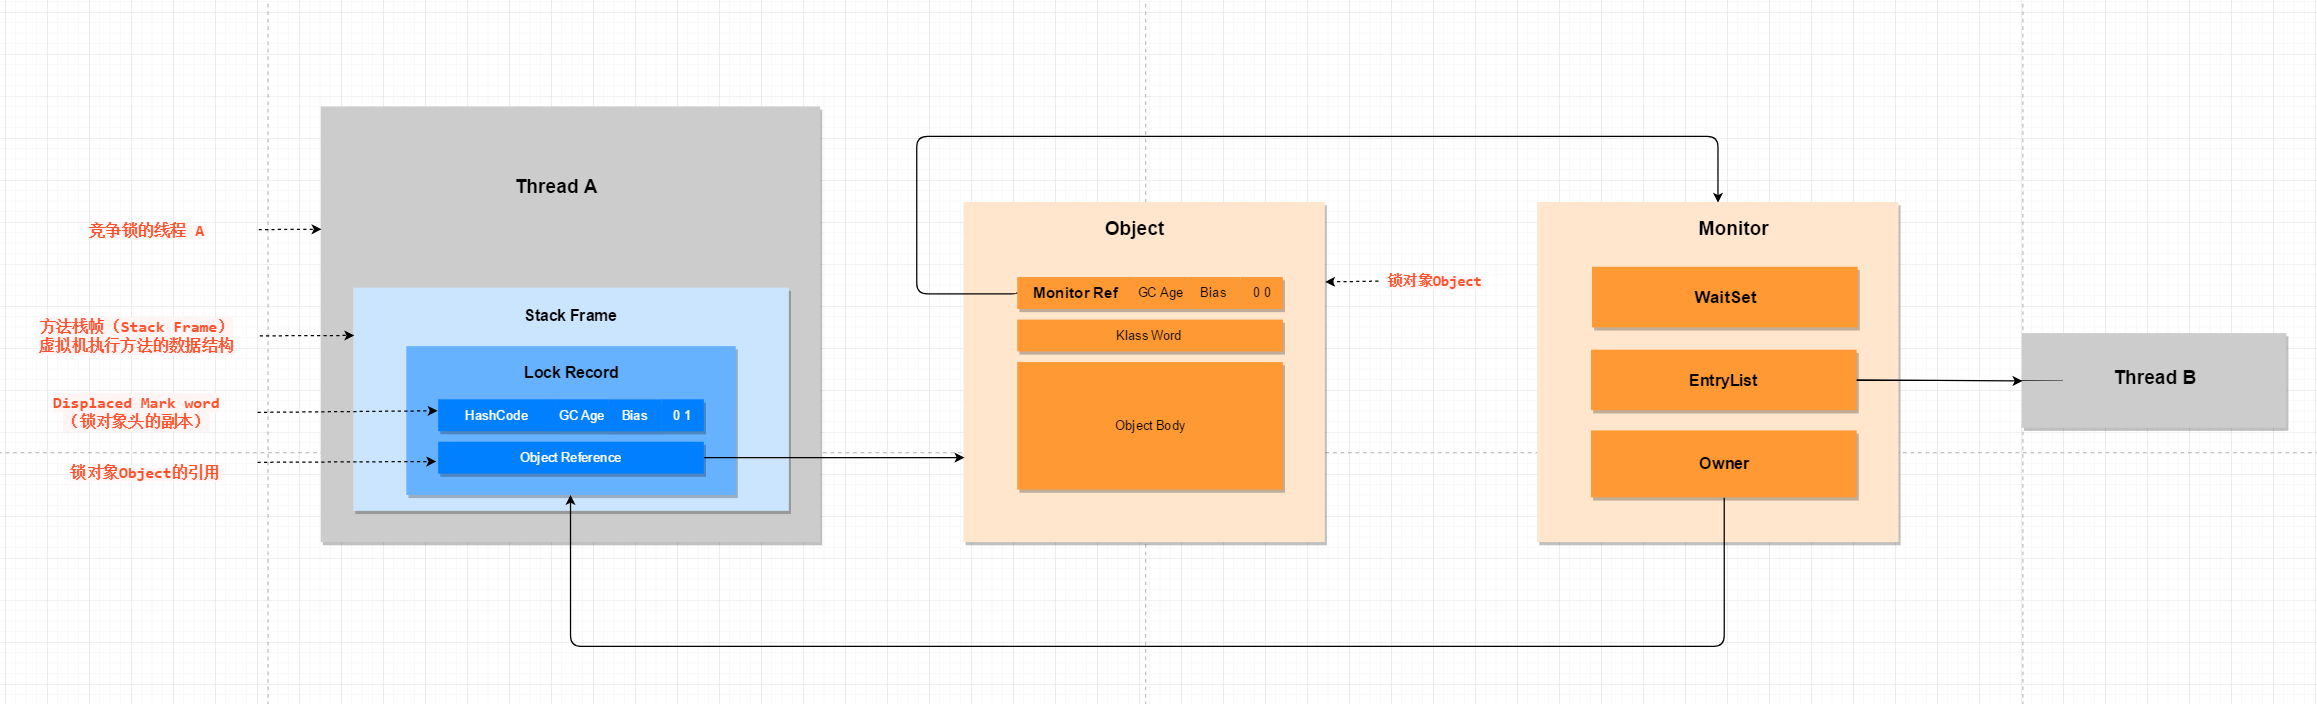 竞争锁的线程 A
方法栈帧（Stack Frame）
虚拟机执行方法的数据结构
Displaced Mark word
（锁对象头的副本）
锁对象Object的引用
Thread A
Stack Frame
Lock Record
HashCode GC Age Bias 0 1
Object Reference
Object
Monitor Ref GC Age Bias 0 0
Klass Word
Object Body
锁对象Object
Monitor
WaitSet
EntryList
Owner
Thread B